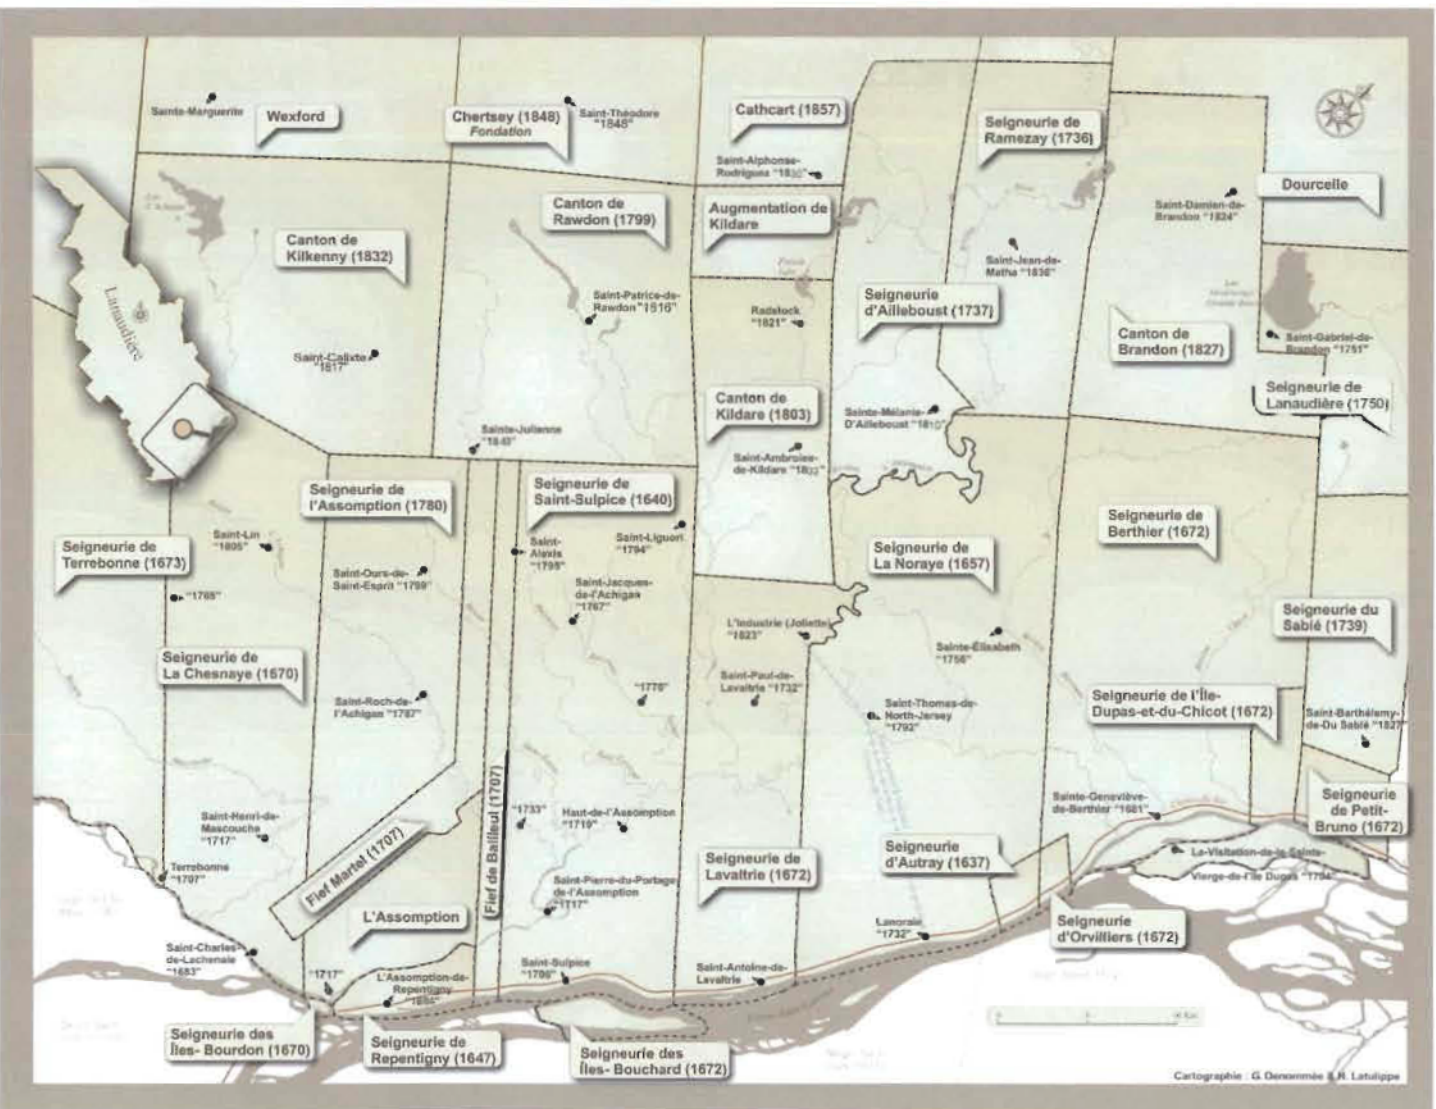 Sainte-Marguerite
Wexford
Chertsey (1848)
Fondation
Saint-Théodore
"1848"
Cathcart (1857)
Saint-Alphonse-
Rodriguez
Seigneurie de
Ramezay (1736)
Saint-Damien-de-
Brandon "1824"
Dourcelle
Canton de
Kilkenny (1832)
Canton de
Rawdon (1799)
Augmentation de
Kildare
Saint-Jean-de-
Matha "1836"
Lanaudière
Saint-Patrice-de-
Rawdon "1816"
Radstock
"1821"
Seigneurie
d'Ailleboust (1737)
Canton de
Brandon (1827)
Saint-Gabriel-de-
Brandon
Saint-Calixte
"1817"
Canton de
Kildare (1803)
Sainte-Mélanie-
D'Ailleboust
Seigneurie de
Lanaudière (1750)
Sainte-Julienne
Saint-Ambroise-
de-Kildare
Seigneurie de
l'Assomption (1780)
Seigneurie de
Saint-Sulpice (1640)
Seigneurie de
Terrebonne (1673)
Saint-Lin
"1805"
Saint-Ours-de-
Saint-Esprit
Saint-
Alexis
Saint-Liguori
"1794"
Seigneurie de
La Noraye (1657)
Seigneurie de
Berthier (1672)
Saint-Jacques-
de-l'Achigan
"1767"
L'Industrie (Joliette)
"1823"
Seigneurie du
Sablé (1739)
Seigneurie de
La Chesnaye (1670)
Sainte-Élisabeth
Saint-Roch-de-
l'Achigan "1787"
Saint-Paul-de-
Lavaltrie "1732"
Saint-Thomas-de-
North-Jersey
"1792"
Seigneurie de l'Île-
Dupas-et-du-Chicot (1672)
Saint-Barthélemy-
de-Du Sablé "1827"
Saint-Henri-de-
Mascouche
"1717"
Fief Martel (1707)
Fief de Bailleul (1707)
"1733"
Haut-de-l'Assomption
"1719"
Sainte-Geneviève-
de-Berthier
Seigneurie
de Petit-
Bruno (1672)
Terrebonne
"1707"
Seigneurie de
Lavaltrie (1672)
Seigneurie
d'Autray (1637)
La-Visitation-de-la Sainte-
Vierge-de-l'Île Dupas
L'Assomption
Saint-Pierre-du-Portage
de-l'Assomption
"1717"
Lanoraie
"1732"
Seigneurie
d'Orvilliers (1672)
Saint-Charles-
de-Lachenaie
"1683"
"1717"
L'Assomption-de-
Repentigny
Saint-Sulpice
"1706"
Saint-Antoine-de-
Lavaltrie
Seigneurie des
Îles- Bourdon (1670)
Seigneurie de
Repentigny (1647)
Seigneurie des
Îles- Bouchard (1672)
Cartographie : G. Denommée & R. Latulippe